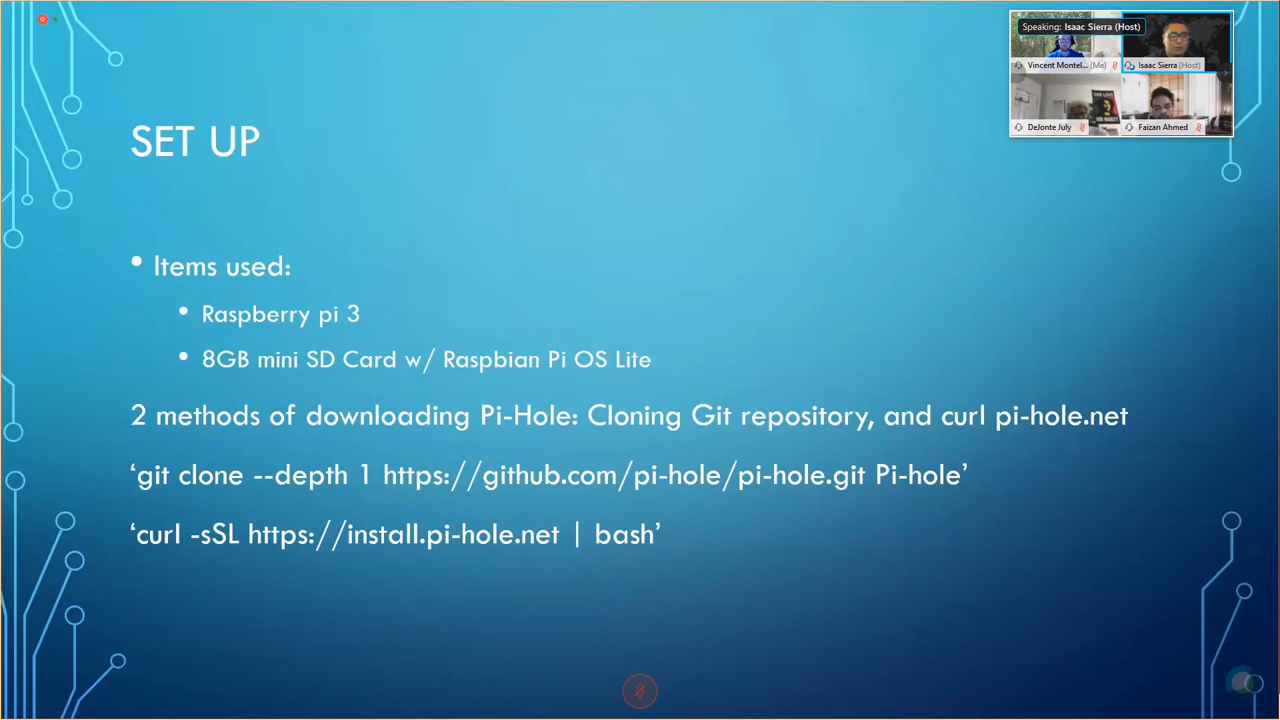 Speaking: Isaac Sierra (Host)
Vincent Montel... (Me)
Isaac Sierra (Host)
DeJonte July
Faizan Ahmed
SET UP
• Items used:
• Raspberry pi 3
• 8GB mini SD Card w/ Raspbian Pi OS Lite
2 methods of downloading Pi-Hole: Cloning Git repository, and curl pi-hole.net
‘git clone --depth 1 https://github.com/pi-hole/pi-hole.git Pi-hole’
‘curl -sSL https://install.pi-hole.net | bash’